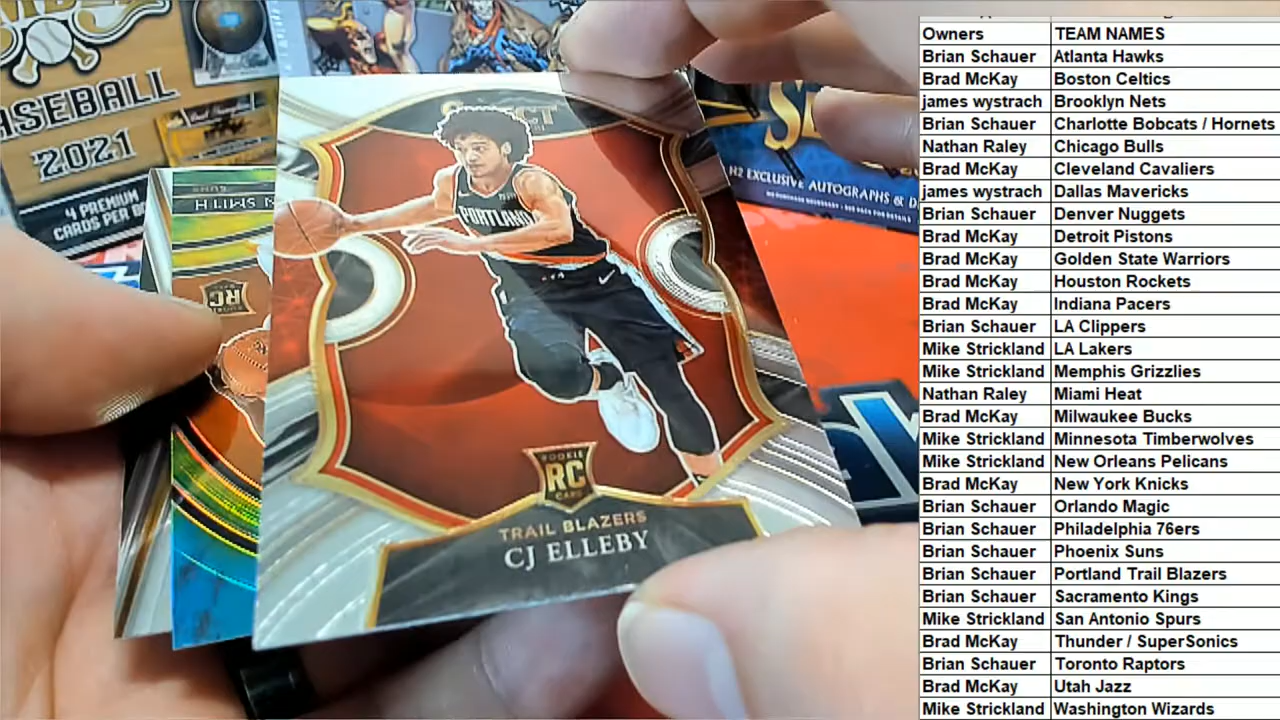 ASEBALL
2021
4 PREMIUM
CARDS PER
N SMITH
SUNS
RC
H2 EXCLUSIVE AUTOGRAPHS & D
PORTLAND
ROOKIE
RC
CARD
TRAIL BLAZERS
CJ ELLEBY
Owners TEAM NAMES
Brian Schauer Atlanta Hawks
Brad McKay Boston Celtics
james wystrach Brooklyn Nets
Brian Schauer Charlotte Bobcats / Hornets
Nathan Raley Chicago Bulls
Brad McKay Cleveland Cavaliers
james wystrach Dallas Mavericks
Brian Schauer Denver Nuggets
Brad McKay Detroit Pistons
Brad McKay Golden State Warriors
Brad McKay Houston Rockets
Brad McKay Indiana Pacers
Brian Schauer LA Clippers
Mike Strickland LA Lakers
Mike Strickland Memphis Grizzlies
Nathan Raley Miami Heat
Brad McKay Milwaukee Bucks
Mike Strickland Minnesota Timberwolves
Mike Strickland New Orleans Pelicans
Brad McKay New York Knicks
Brian Schauer Orlando Magic
Brian Schauer Philadelphia 76ers
Brian Schauer Phoenix Suns
Brian Schauer Portland Trail Blazers
Brian Schauer Sacramento Kings
Mike Strickland San Antonio Spurs
Brad McKay Thunder / SuperSonics
Brian Schauer Toronto Raptors
Brad McKay Utah Jazz
Mike Strickland Washington Wizards